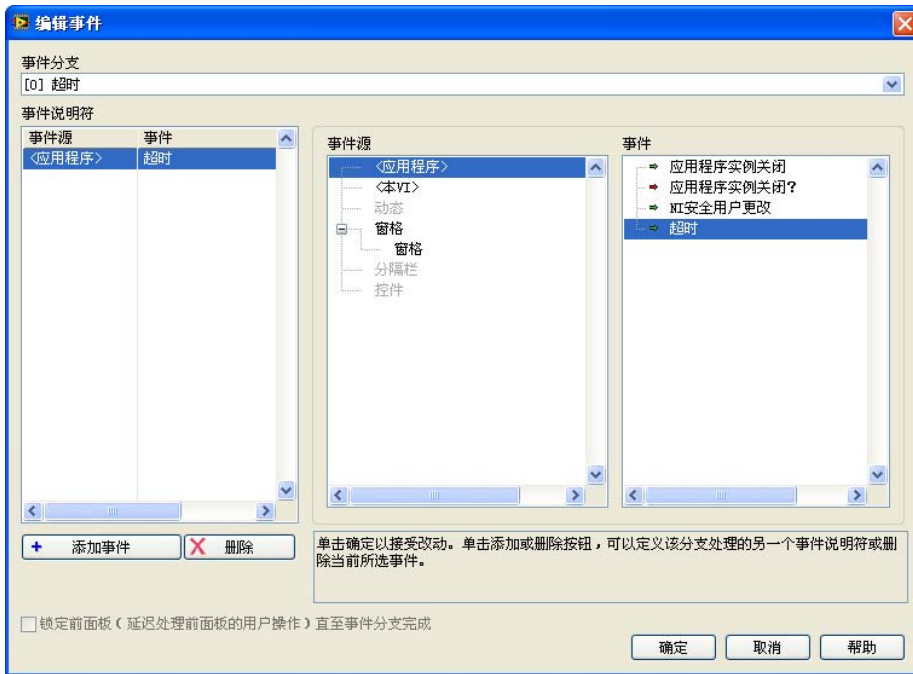 编辑事件
事件分支
[0] 超时
事件说明符
事件源 事件
<应用程序> 超时
事件源
<应用程序>
<本VI>
动态
窗格
窗格
分隔栏
控件
事件
应用程序实例关闭
应用程序实例关闭?
NI安全用户更改
超时
添加事件
删除
单击确定以接受改动。单击添加或删除按钮，可以定义该分支处理的另一个事件说明符或删
除当前所选事件。
锁定前面板（延迟处理前面板的用户操作）直至事件分支完成
确定
取消
帮助